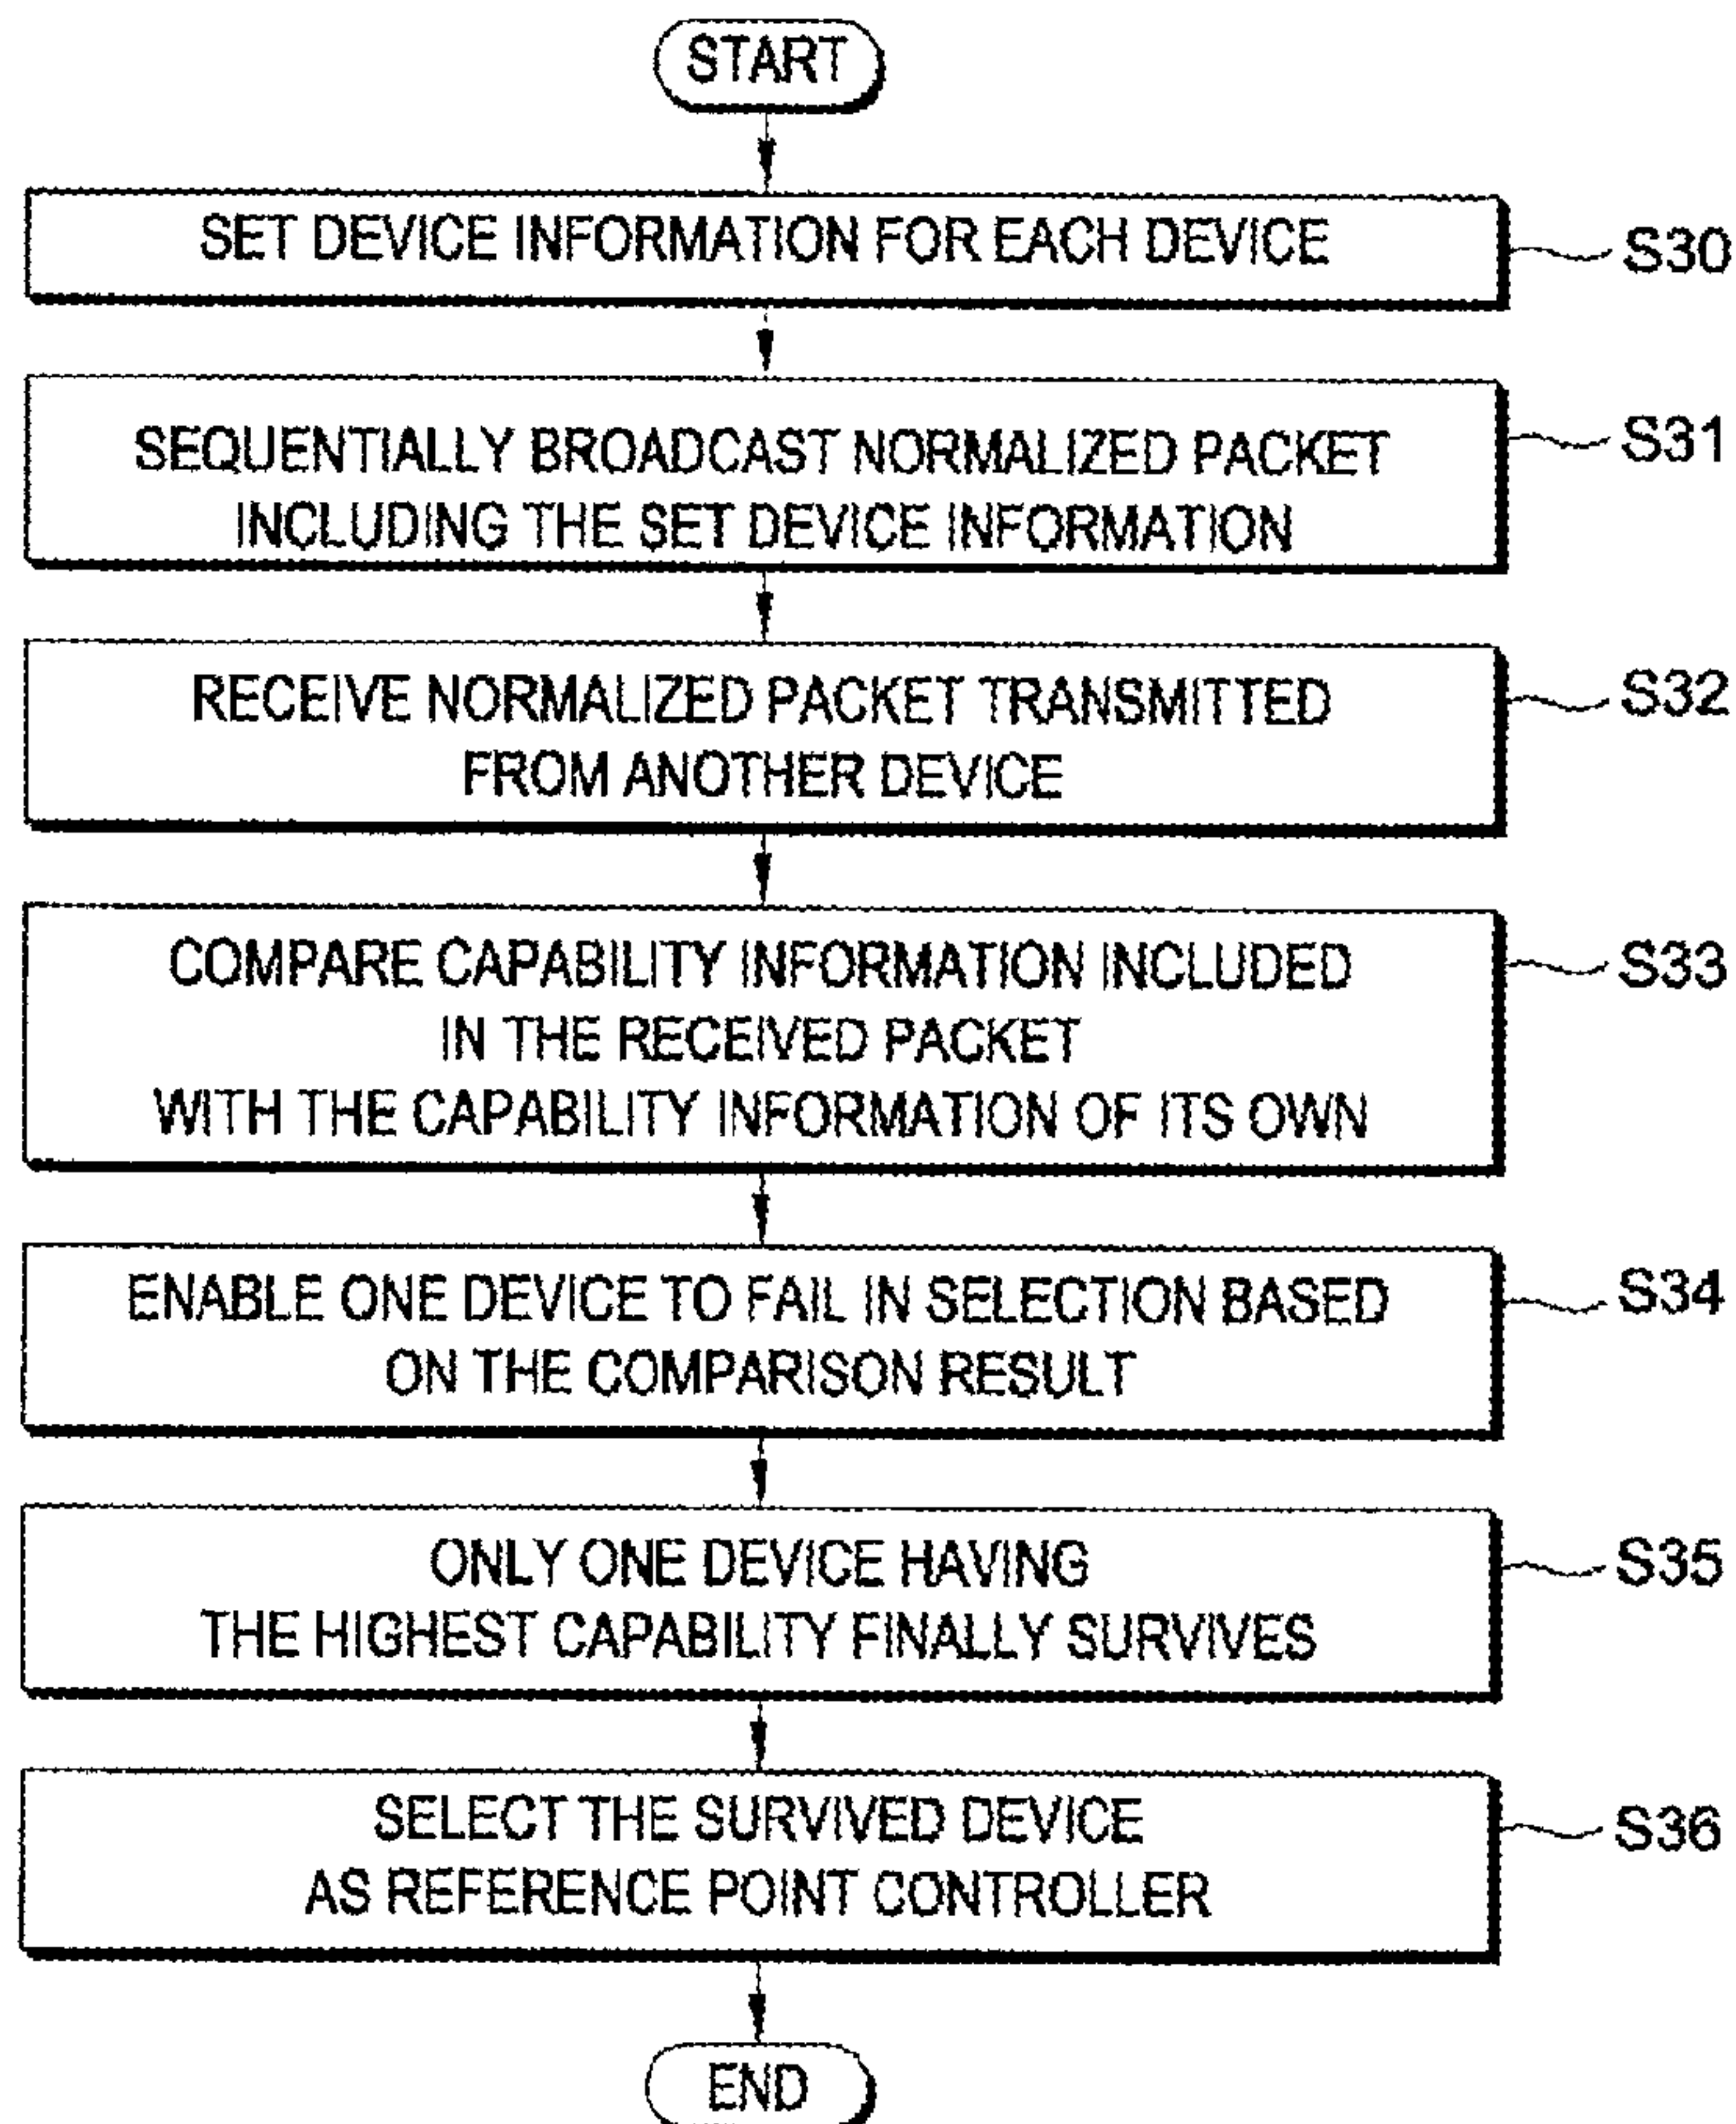 START
SET DEVICE INFORMATION FOR EACH DEVICE
S30
SEQUENTIALLY BROADCAST NORMALIZED PACKET
INCLUDING THE SET DEVICE INFORMATION
S31
RECEIVE NORMALIZED PACKET TRANSMITTED
FROM ANOTHER DEVICE
S32
COMPARE CAPABILITY INFORMATION INCLUDED
IN THE RECEIVED PACKET
WITH THE CAPABILITY INFORMATION OF ITS OWN
S33
ENABLE ONE DEVICE TO FAIL IN SELECTION BASED
ON THE COMPARISON RESULT
S34
ONLY ONE DEVICE HAVING
THE HIGHEST CAPABILITY FINALLY SURVIVES
S35
SELECT THE SURVIVED DEVICE
AS REFERENCE POINT CONTROLLER
S36
END